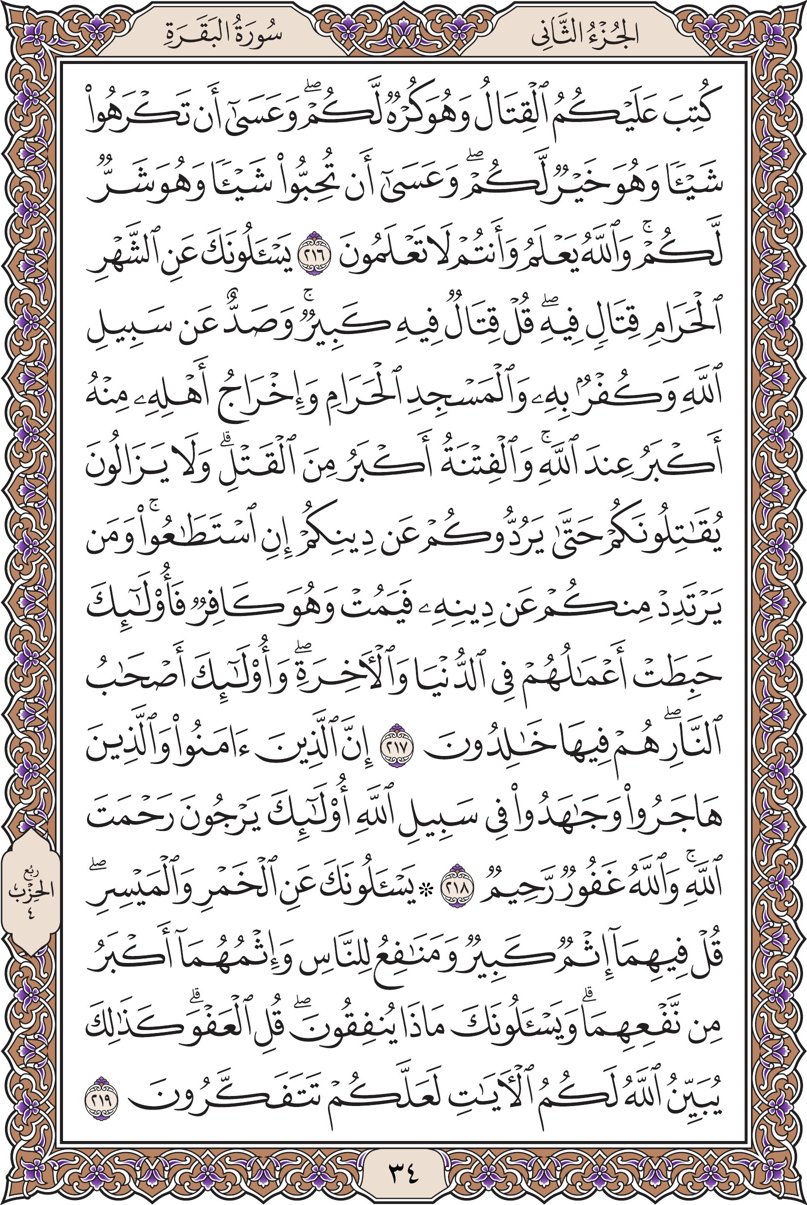 الجُزْءُ الثَّانِي
سُورَةُ البَقَرَةِ
كُتِبَ عَلَيْكُمُ ٱلْقِتَالُ وَهُوَ كُرْهٌ لَّكُمْ ۖ وَعَسَىٰٓ أَن تَكْرَهُوا۟
شَيْـًٔا وَهُوَ خَيْرٌ لَّكُمْ ۖ وَعَسَىٰٓ أَن تُحِبُّوا۟ شَيْـًٔا وَهُوَ شَرٌّ
لَّكُمْ ۗ وَٱللَّهُ يَعْلَمُ وَأَنتُمْ لَا تَعْلَمُونَ ٢١٦ يَسْـَٔلُونَكَ عَنِ ٱلشَّهْرِ
ٱلْحَرَامِ قِتَالٍ فِيهِ ۖ قُلْ قِتَالٌ فِيهِ كَبِيرٌ ۚ وَصَدٌّ عَن سَبِيلِ
ٱللَّهِ وَكُفْرٌۢ بِهِۦ وَٱلْمَسْجِدِ ٱلْحَرَامِ وَإِخْرَاجُ أَهْلِهِۦ مِنْهُ
أَكْبَرُ عِندَ ٱللَّهِ ۚ وَٱلْفِتْنَةُ أَكْبَرُ مِنَ ٱلْقَتْلِ ۗ وَلَا يَزَالُونَ
يُقَـٰتِلُونَكُمْ حَتَّىٰ يَرُدُّوكُمْ عَن دِينِكُمْ إِنِ ٱسْتَطَـٰعُوا۟ ۚ وَمَن
يَرْتَدِدْ مِنكُمْ عَن دِينِهِۦ فَيَمُتْ وَهُوَ كَافِرٌ فَأُو۟لَـٰٓئِكَ
حَبِطَتْ أَعْمَـٰلُهُمْ فِى ٱلدُّنْيَا وَٱلْـَٔاخِرَةِ ۖ وَأُو۟لَـٰٓئِكَ أَصْحَـٰبُ
ٱلنَّارِ ۖ هُمْ فِيهَا خَـٰلِدُونَ ٢١٧ إِنَّ ٱلَّذِينَ ءَامَنُوا۟ وَٱلَّذِينَ
هَاجَرُوا۟ وَجَـٰهَدُوا۟ فِى سَبِيلِ ٱللَّهِ أُو۟لَـٰٓئِكَ يَرْجُونَ رَحْمَتَ
ٱللَّهِ ۚ وَٱللَّهُ غَفُورٌ رَّحِيمٌ ٢١٨ ۞ يَسْـَٔلُونَكَ عَنِ ٱلْخَمْرِ وَٱلْمَيْسِرِ ۖ
رُبُع
الحِزْب
٤
قُلْ فِيهِمَآ إِثْمٌ كَبِيرٌ وَمَنَـٰفِعُ لِلنَّاسِ وَإِثْمُهُمَآ أَكْبَرُ
مِن نَّفْعِهِمَا ۗ وَيَسْـَٔلُونَكَ مَاذَا يُنفِقُونَ ۖ قُلِ ٱلْعَفْوَ ۗ كَذَٰلِكَ
يُبَيِّنُ ٱللَّهُ لَكُمُ ٱلْـَٔايَـٰتِ لَعَلَّكُمْ تَتَفَكَّرُونَ ٢١٩
٣٤